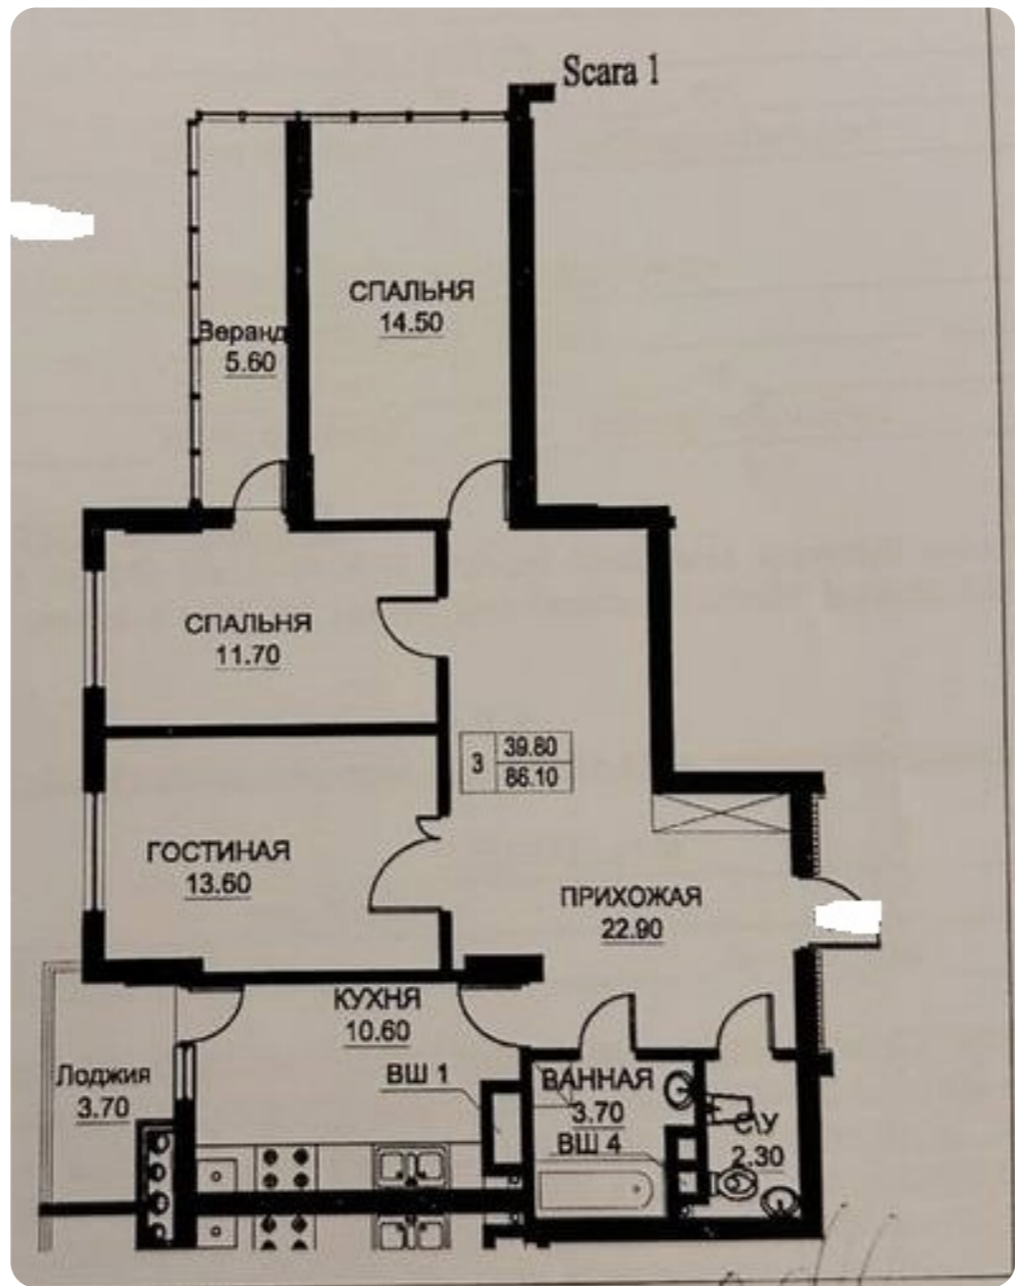 Scara 1
СПАЛЬНЯ
14.50
Веранд
5.60
СПАЛЬНЯ
11.70
3
39.80
86.10
ГОСТИНАЯ
13.60
ПРИХОЖАЯ
22.90
КУХНЯ
10.60
Лоджия
3.70
ВШ 1
ВАННАЯ
3.70
ВШ 4
С\У
2.30